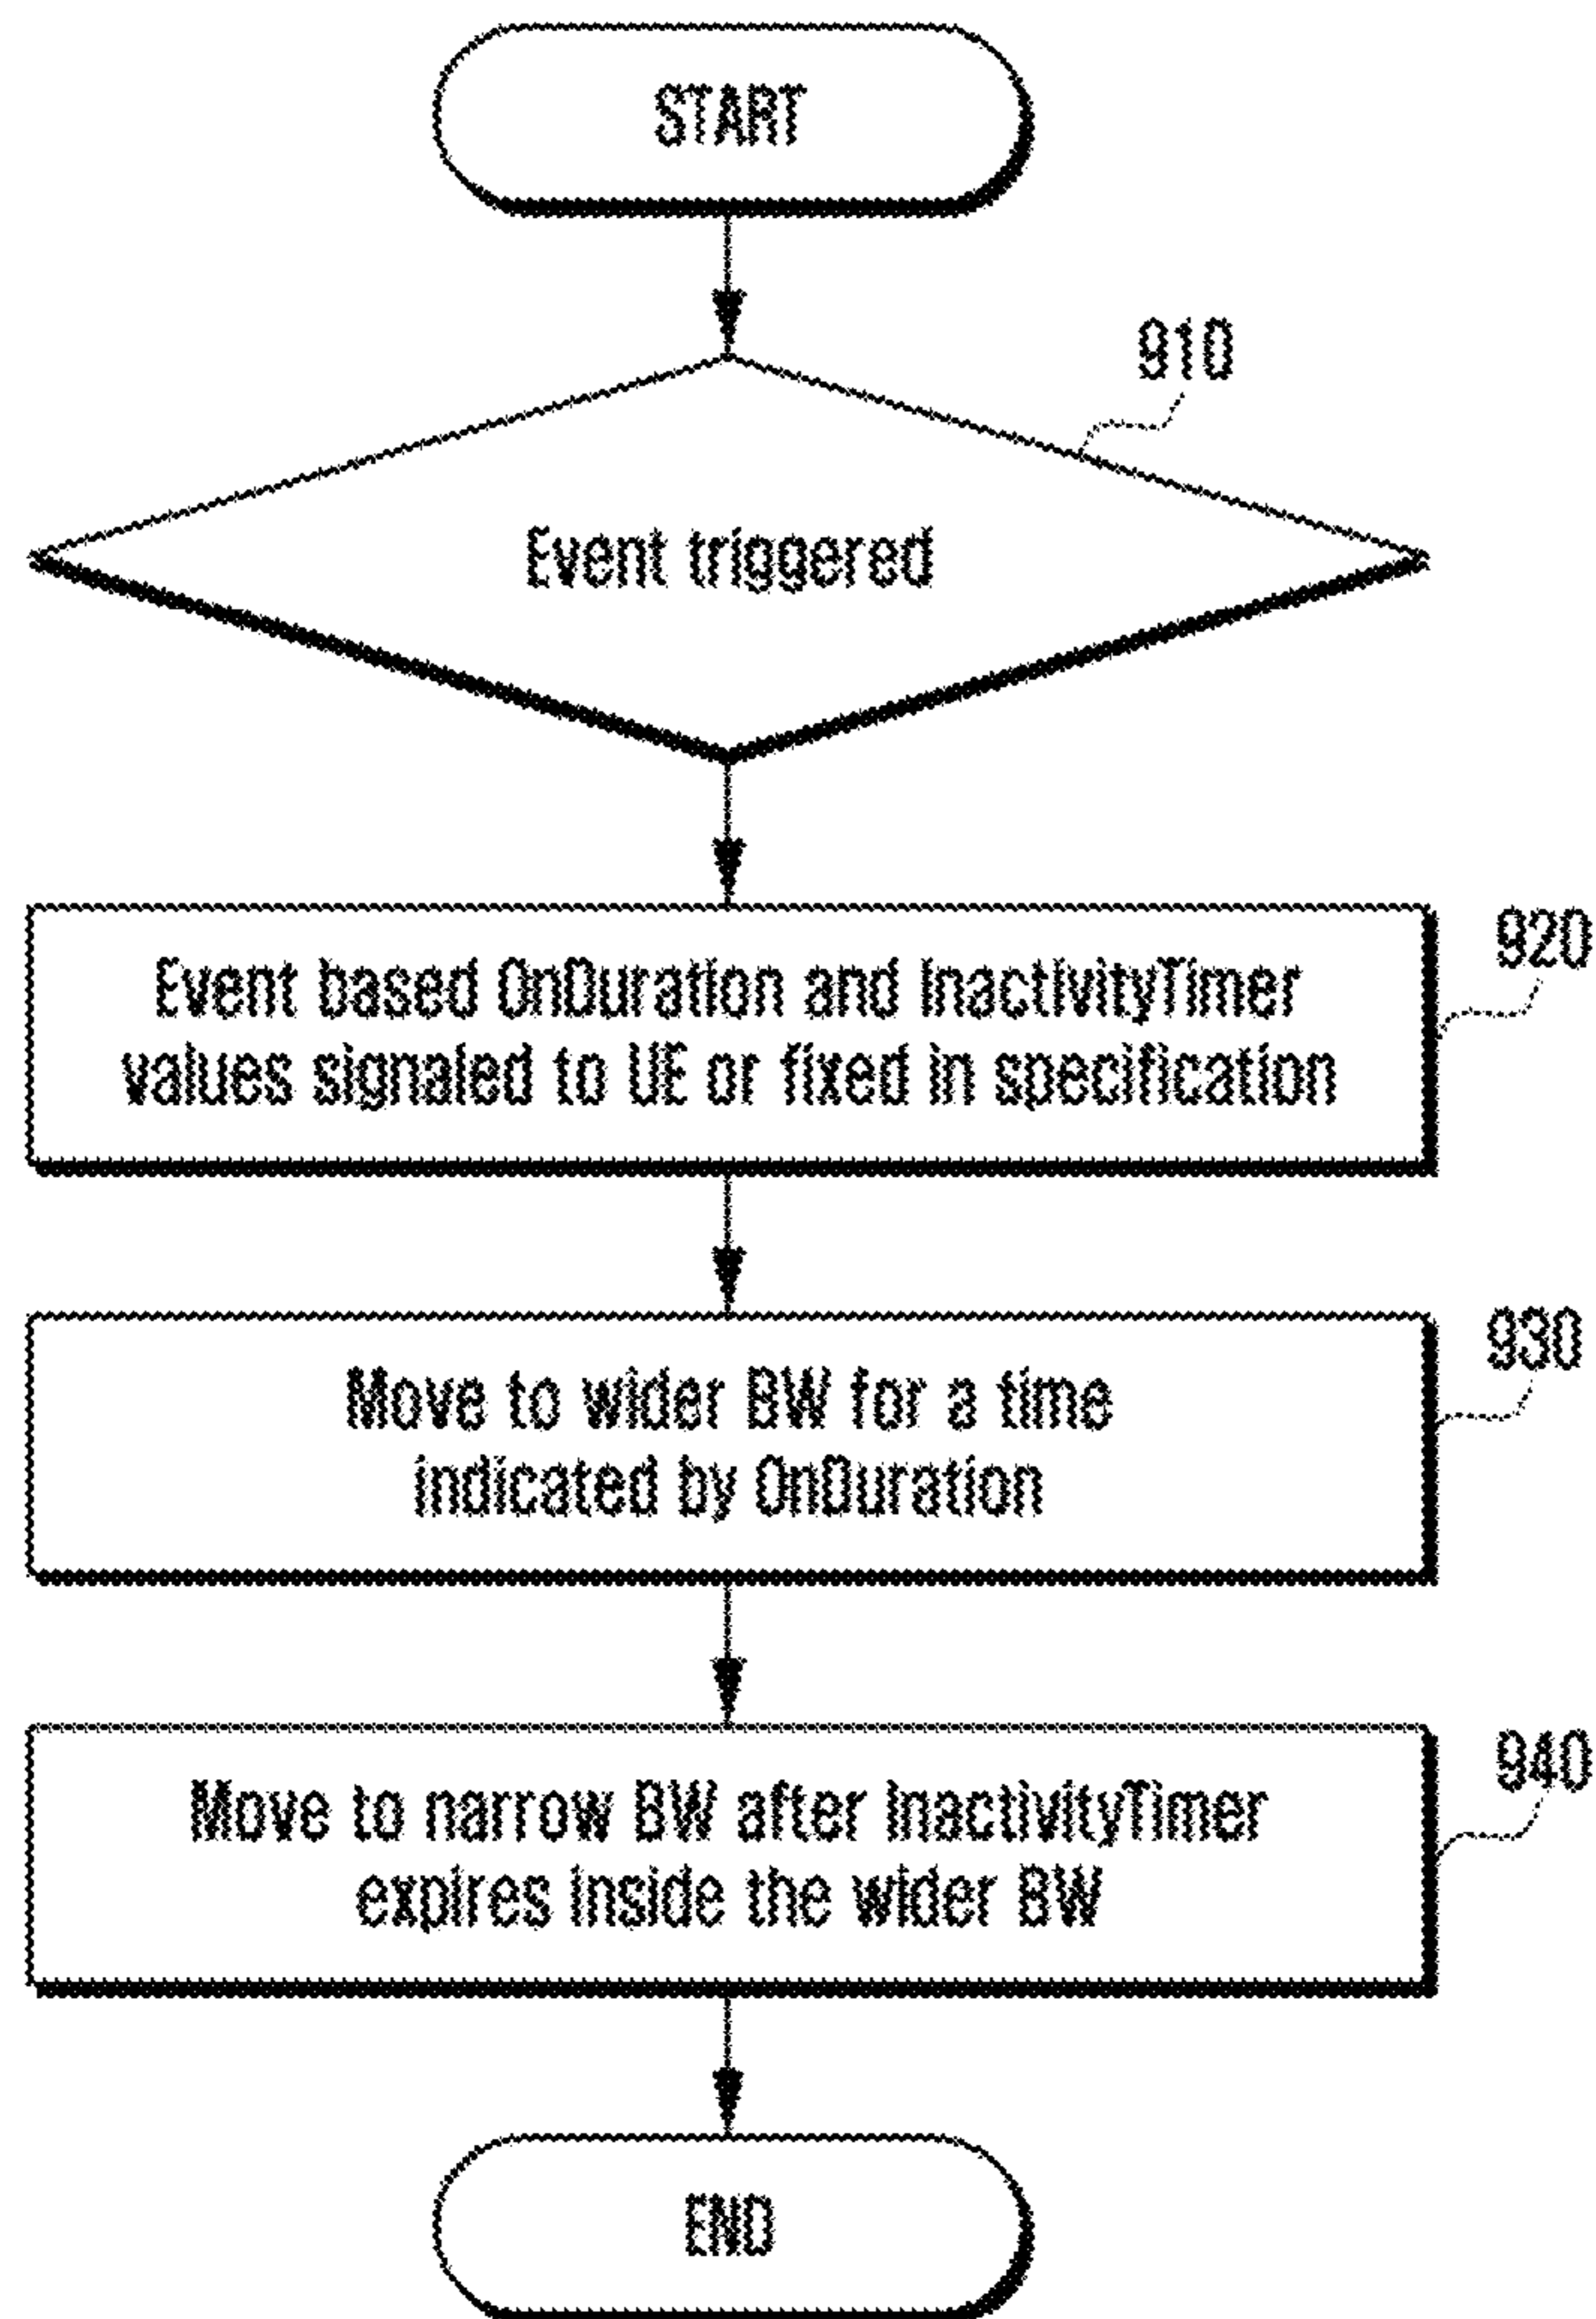 START
910
Event triggered
920
Event based OnDuration and InactivityTimer
values signaled to UE or fixed in specification
930
Move to wider BW for a time
indicated by OnDuration
940
Move to narrow BW after InactivityTimer
expires inside the wider BW
END